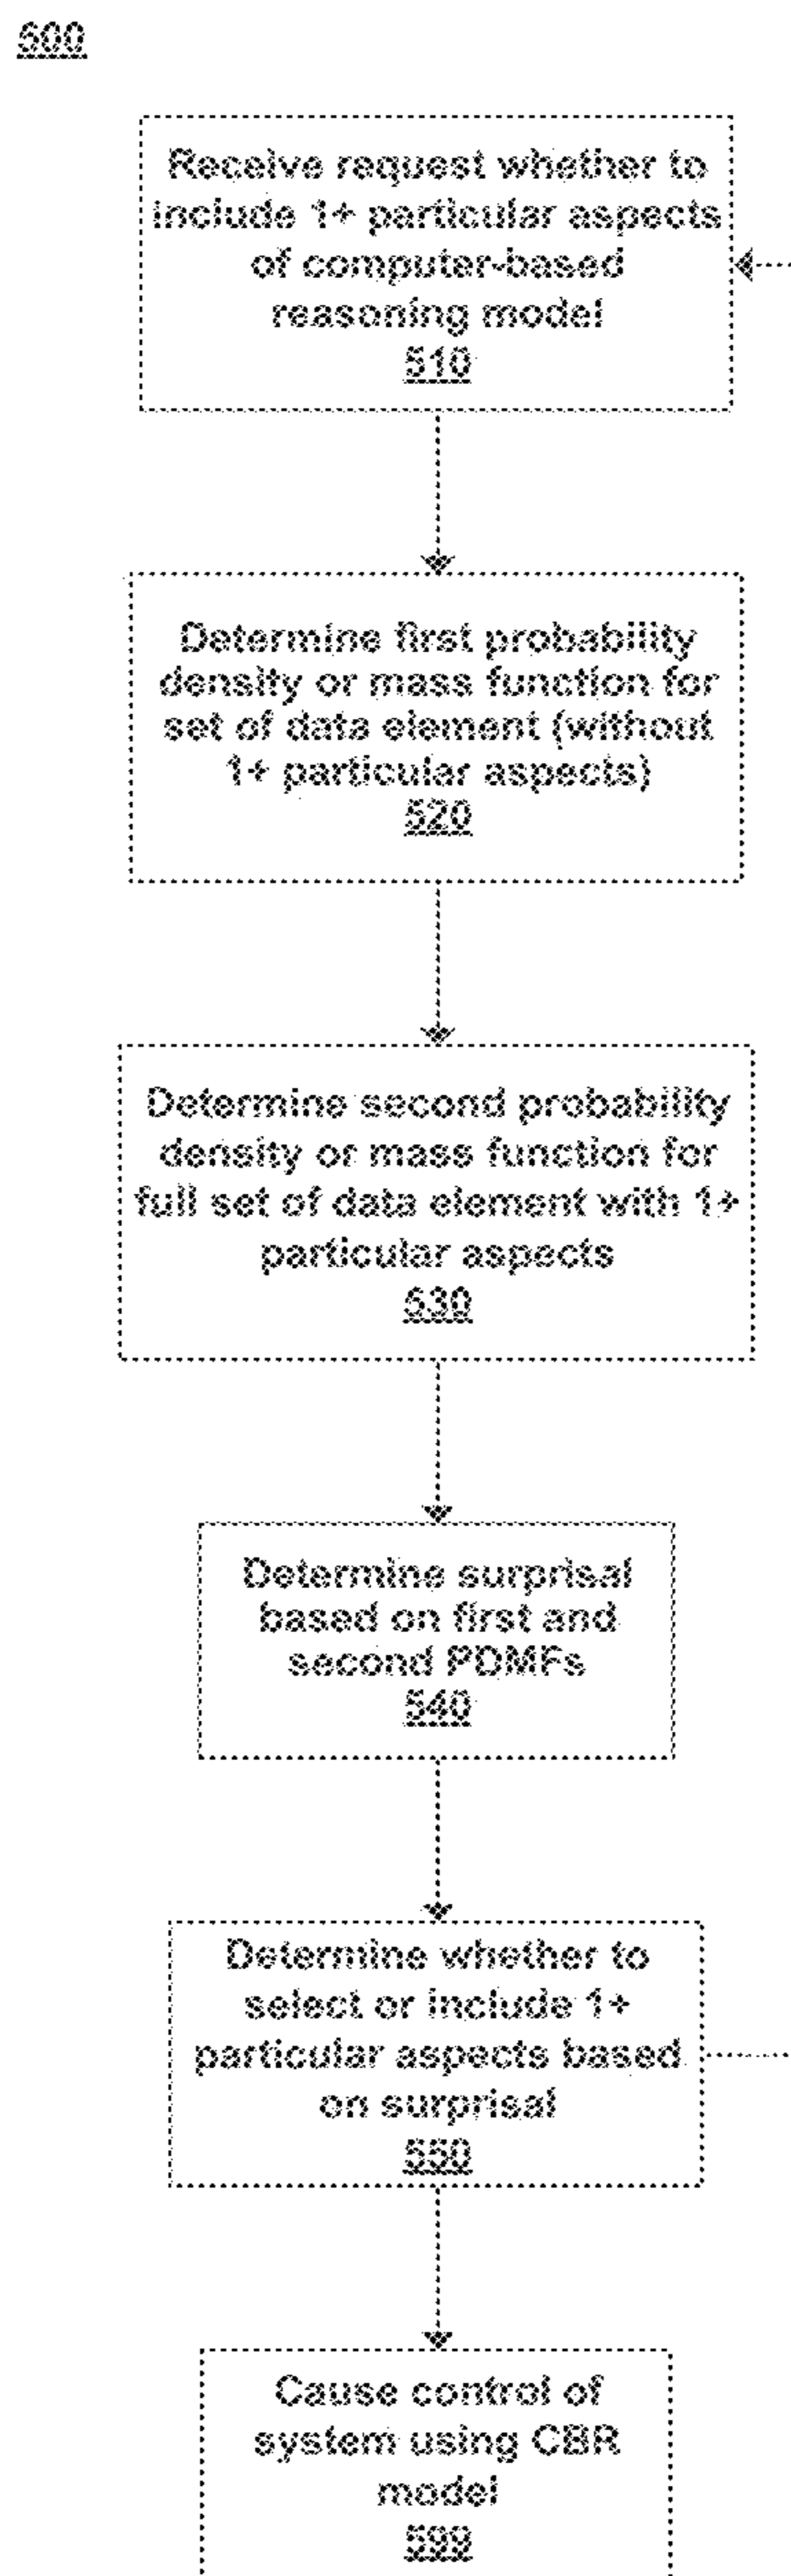 500
Receive request whether to
include 1+ particular aspects
of computer-based
reasoning model
510
Determine first probability
density or mass function for
set of data element (without
1+ particular aspects)
520
Determine second probability
density or mass function for
full set of data element with 1+
particular aspects
530
Determine surprisal
based on first and
second PDMFs
540
Determine whether to
select or include 1+
particular aspects based
on surprisal
550
Cause control of
system using CBR
model
599